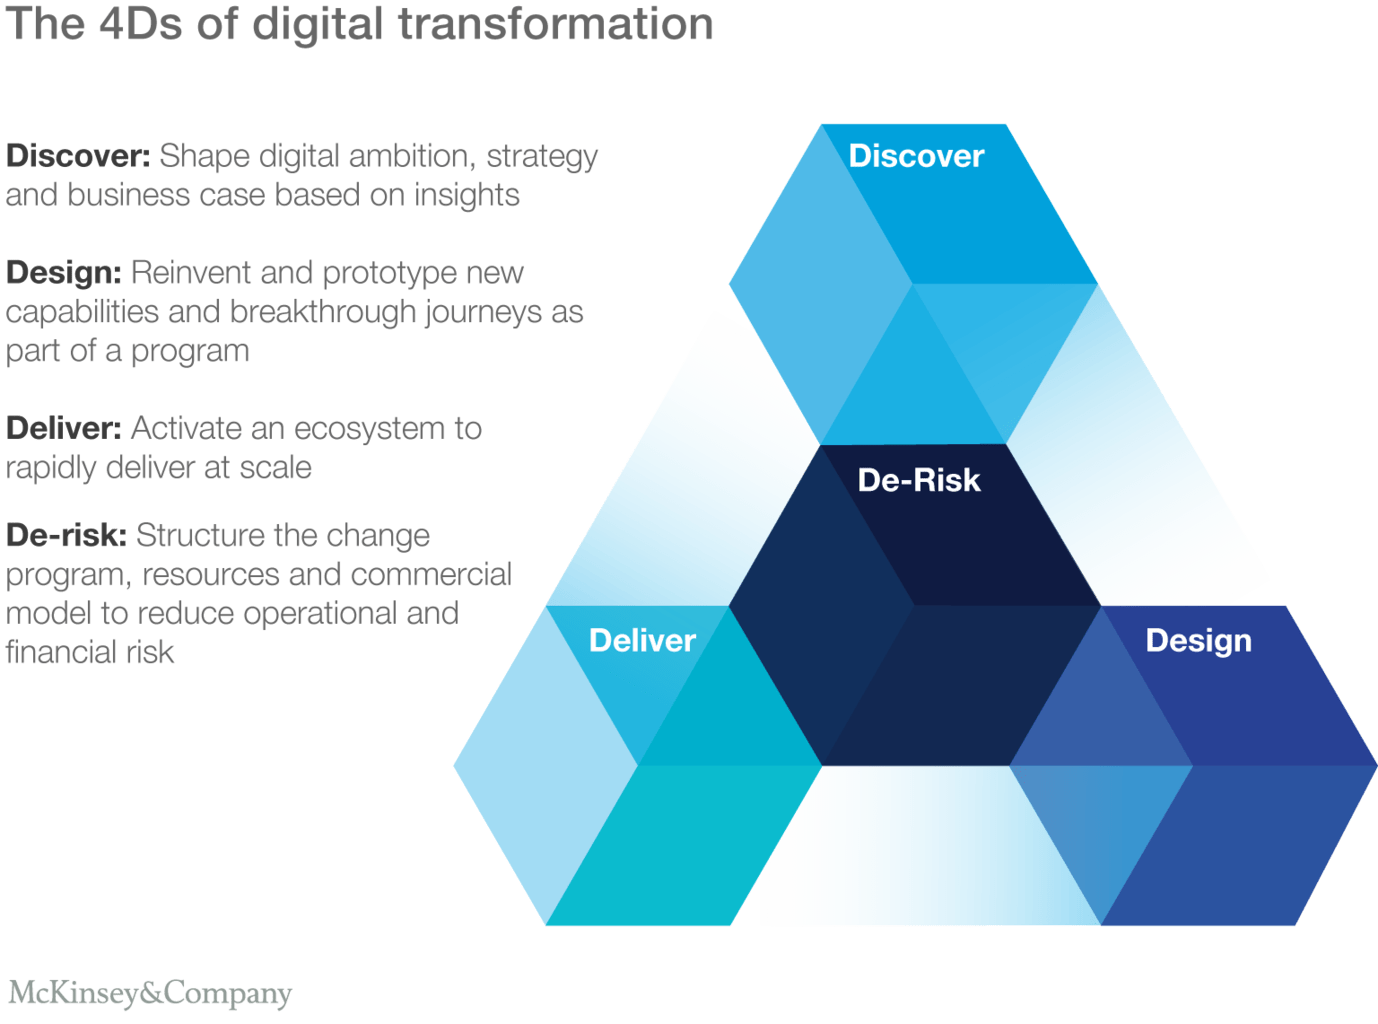 The 4Ds of digital transformation
Discover: Shape digital ambition, strategy
and business case based on insights
Design: Reinvent and prototype new
capabilities and breakthrough journeys as
part of a program
Deliver: Activate an ecosystem to
rapidly deliver at scale
De-risk: Structure the change
program, resources and commercial
model to reduce operational and
financial risk
Discover
De-Risk
Deliver
Design
McKinsey&Company